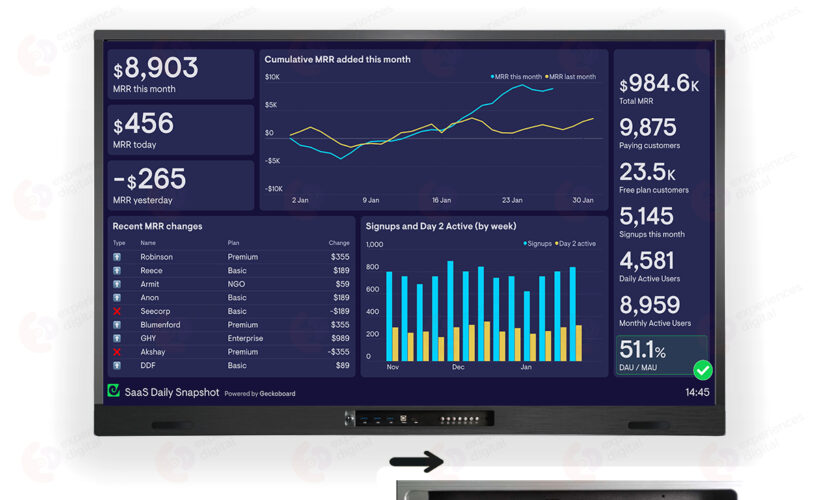 $8,903
MRR this month
$456
MRR today
-$265
MRR yesterday
Cumulative MRR added this month
MRR this month MRR last month
$10K
$5K
$0
-$5K
-$10K
2 Jan 9 Jan 16 Jan 23 Jan 30 Jan
$984.6K
Total MRR
9,875
Paying customers
23.5K
Free plan customers
5,145
Signups this month
4,581
Daily Active Users
8,959
Monthly Active Users
51.1%
DAU / MAU
Recent MRR changes
Type Name Plan Change
Robinson Premium $355
Reece Basic $189
Armit NGO $59
Anon Basic $189
Seecorp Basic -$189
Blumenford Premium $355
GHY Enterprise $989
Akshay Premium -$355
DDF Basic $89
Signups and Day 2 Active (by week)
Signups Day 2 active
1,000
800
600
400
200
0
Nov Dec Jan
SaaS Daily Snapshot Powered by Geckoboard
14:45
experiences.
digital